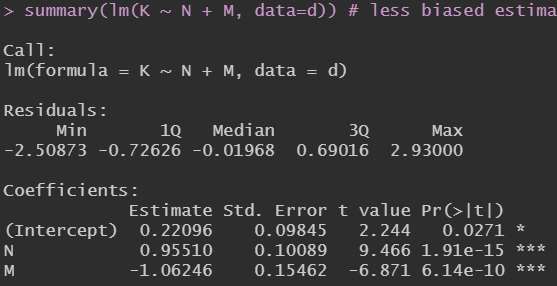 > summary(lm(K ~ N + M, data=d)) # less biased estima
Call:
lm(formula = K ~ N + M, data = d)
Residuals:
Min 1Q Median 3Q Max
-2.50873 -0.72626 -0.01968 0.69016 2.93000
Coefficients:
Estimate Std. Error t value Pr(>|t|)
(Intercept) 0.22096 0.09845 2.244 0.0271 *
N 0.95510 0.10089 9.466 1.91e-15 ***
M -1.06246 0.15462 -6.871 6.14e-10 ***